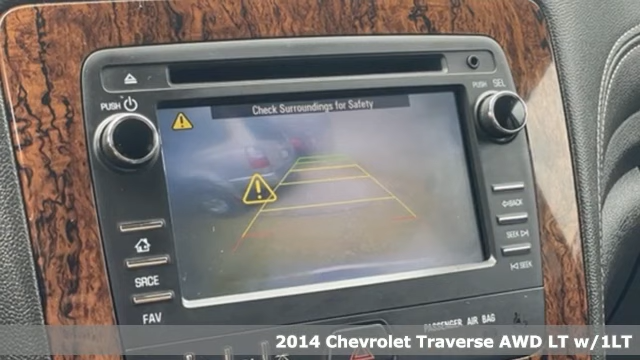 PUSH
SEL
PUSH
Check Surroundings for Safety
BACK
SEEK
SEEK
SRCE
FAV
PASSENGER AIR BAG
2014 Chevrolet Traverse AWD LT w/1LT